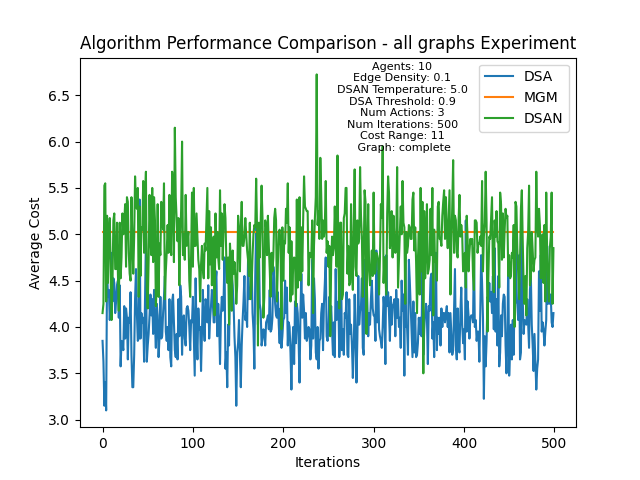 Algorithm Performance Comparison - all graphs Experiment
Agents: 10
Edge Density: 0.1
DSAN Temperature: 5.0
DSA Threshold: 0.9
Num Actions: 3
Num Iterations: 500
Cost Range: 11
Graph: complete
DSA
MGM
DSAN
Average Cost
6.5
6.0
5.5
5.0
4.5
4.0
3.5
3.0
0
100
200
300
400
500
Iterations